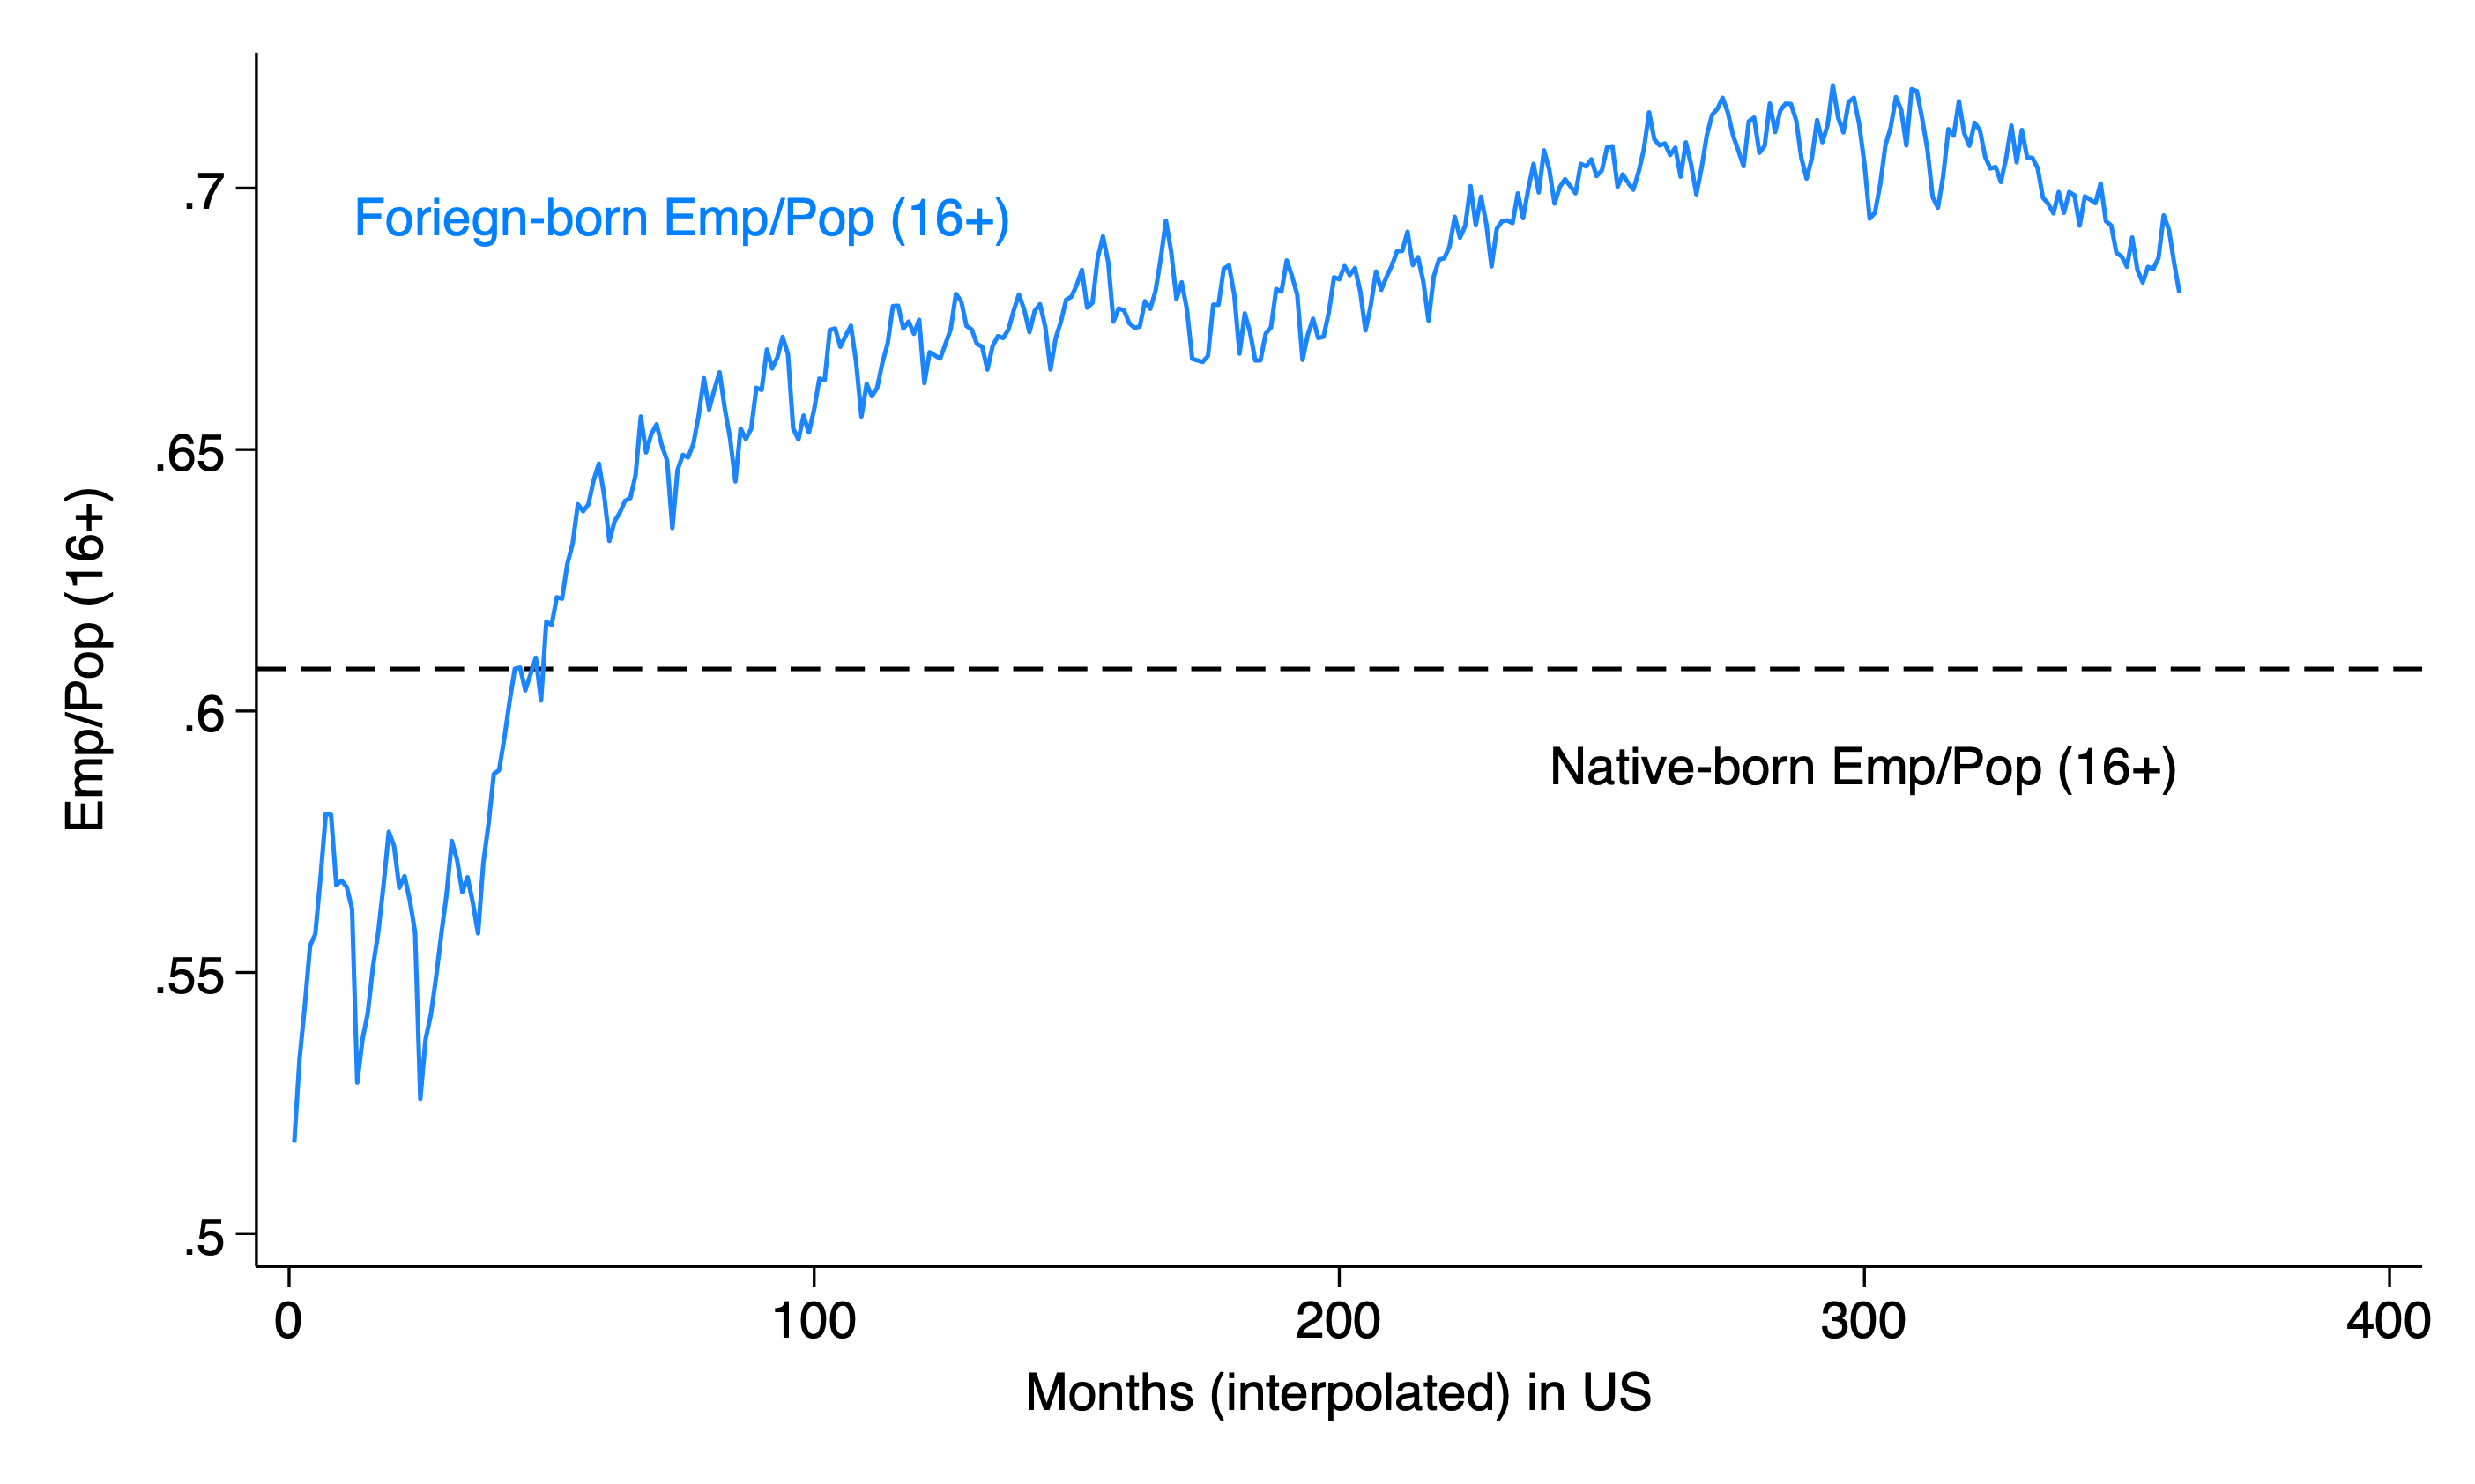 .7
Foriegn-born Emp/Pop (16+)
.65
Emp/Pop (16+)
.6
Native-born Emp/Pop (16+)
.55
.5
0 100 200 300 400
Months (interpolated) in US